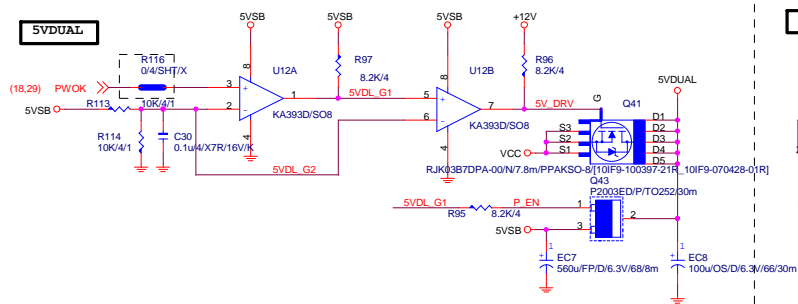 5VDUAL
5VSB
5VSB
5VSB
+12V
R116
0/4/SHT/X
U12A
R97
8.2K/4
U12B
R96
8.2K/4
5VDUAL
(18,29) PWOK
3
8
+
1
5VDL_G1
5
8
+
7
5V_DRV
G
Q41
5VSB
R113
10K/4/1
2
-
KA393D/SO8
6
-
KA393D/SO8
S3
S2
S1
D1
D2
D3
D4
D5
R114
10K/4/1
C30
0.1u/4/X7R/16V/K
4
4
VCC
5VDL_G2
RJK03B7DPA-00/N/7.8m/PPAKSO-8/[10IF9-100397-21R_10IF9-070428-01R]
Q43
P2003ED/P/TO252/30m
5VDL_G1
R95
8.2K/4
P_EN
1
2
5VSB
3
1
+
EC7
560u/FP/D/6.3V/68/8m
1
+
EC8
100u/OS/D/6.3V/66/30m